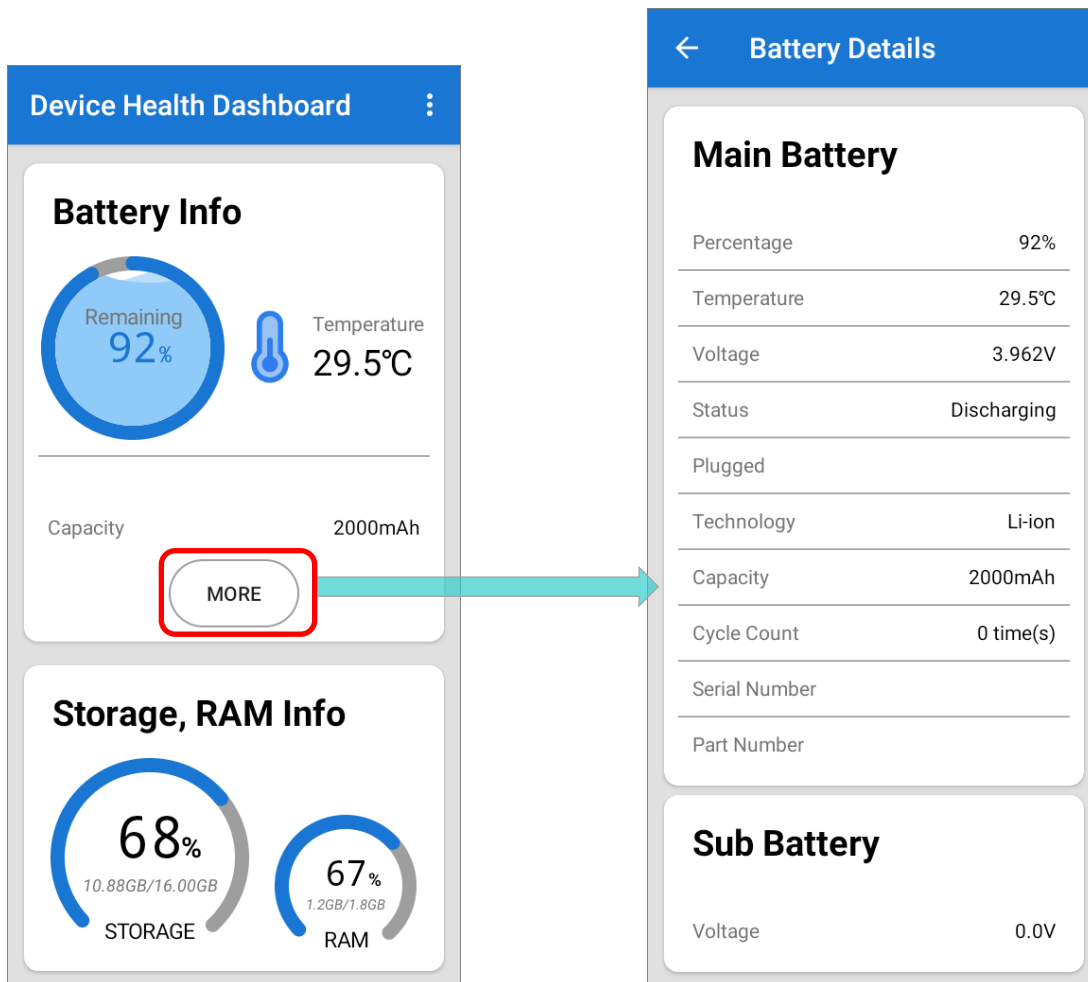 Device Health Dashboard
Battery Info
Remaining
92%
Temperature
29.5℃
Capacity 2000mAh
MORE
Storage, RAM Info
68%
10.88GB/16.00GB
STORAGE
67%
1.2GB/1.8GB
RAM
Battery Details
Main Battery
Percentage 92%
Temperature 29.5℃
Voltage 3.962V
Status Discharging
Plugged
Technology Li-ion
Capacity 2000mAh
Cycle Count 0 time(s)
Serial Number
Part Number
Sub Battery
Voltage 0.0V